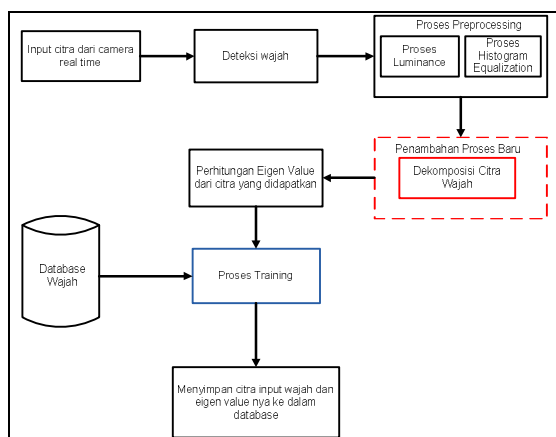 Input citra dari camera
real time
Deteksi wajah
Proses Preprocessing
Proses
Luminance
Proses
Histogram
Equalization
Penambahan Proses Baru
Dekomposisi Citra
Wajah
Perhitungan Eigen Value
dari citra yang didapatkan
Database
Wajah
Proses Training
Menyimpan citra input wajah dan
eigen value nya ke dalam
database